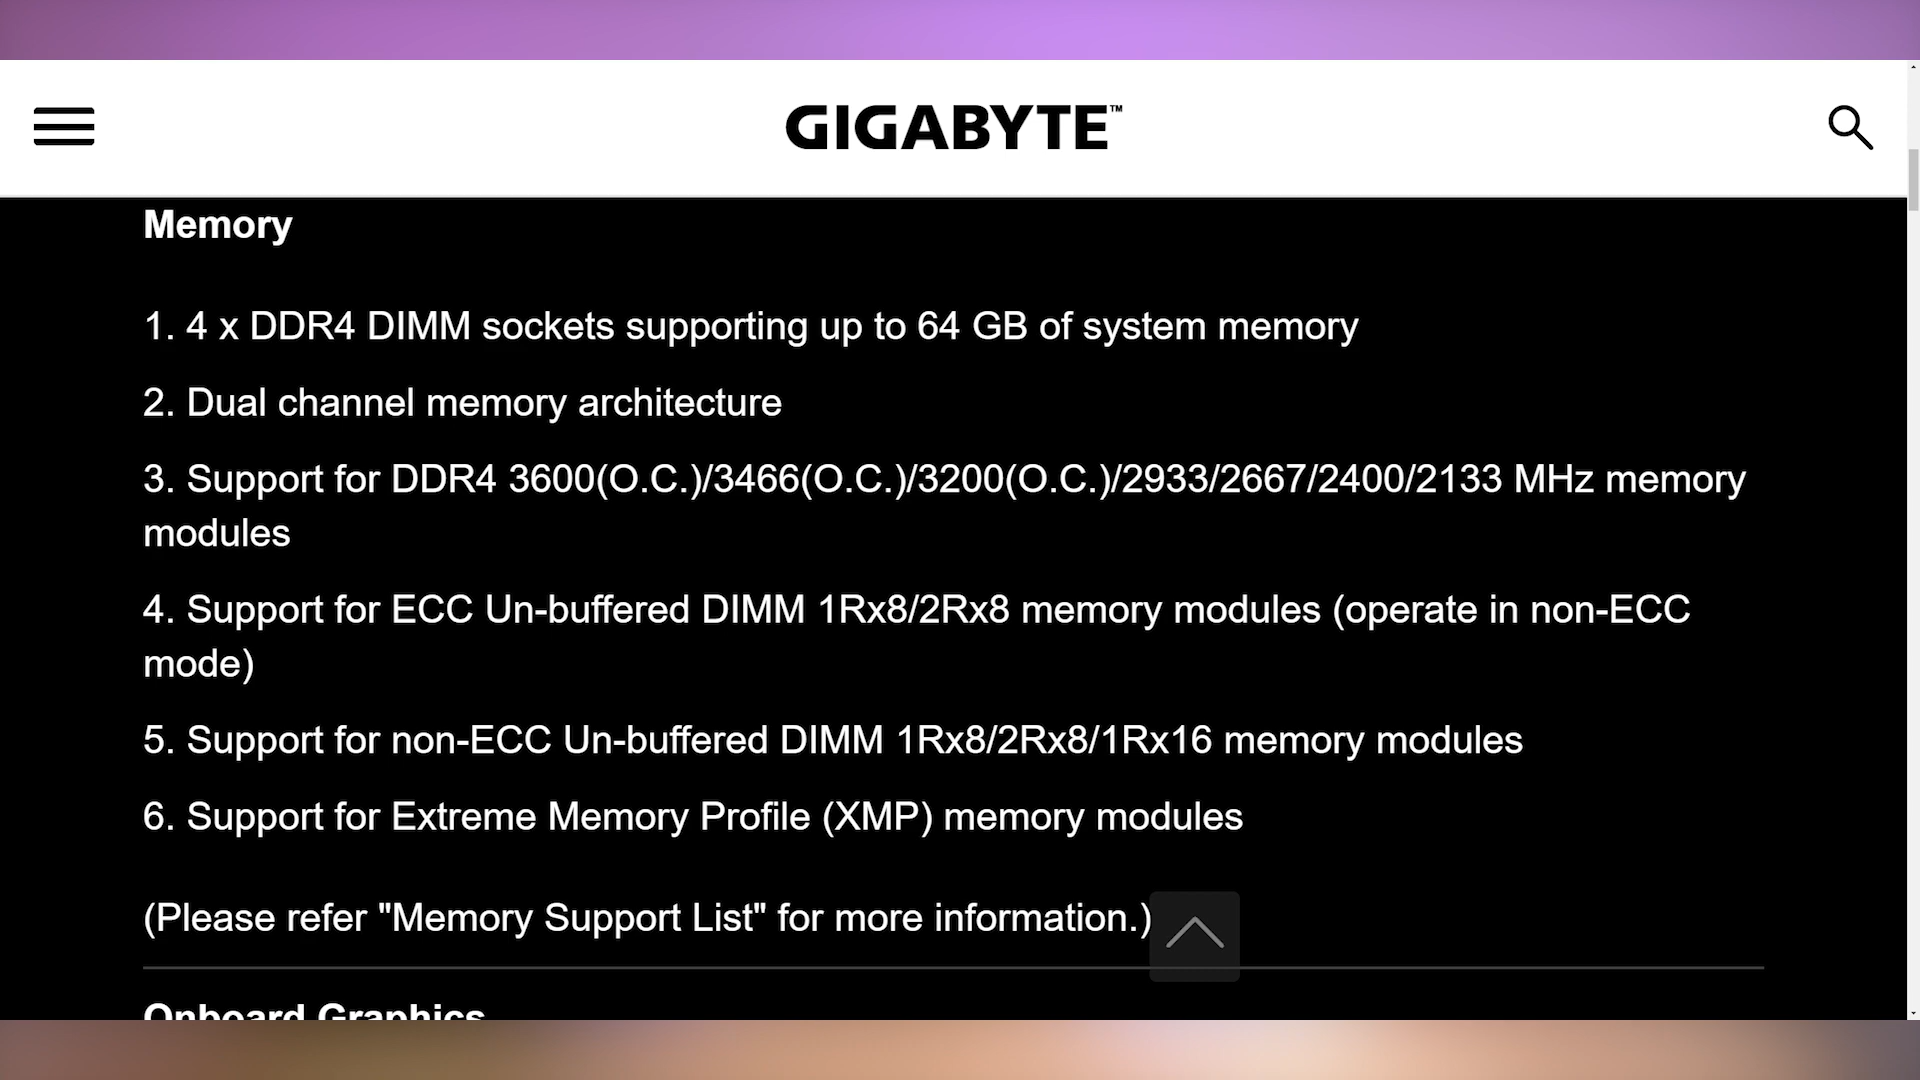 GIGABYTE™
Memory
1. 4 x DDR4 DIMM sockets supporting up to 64 GB of system memory
2. Dual channel memory architecture
3. Support for DDR4 3600(O.C.)/3466(O.C.)/3200(O.C.)/2933/2667/2400/2133 MHz memory
modules
4. Support for ECC Un-buffered DIMM 1Rx8/2Rx8 memory modules (operate in non-ECC
mode)
5. Support for non-ECC Un-buffered DIMM 1Rx8/2Rx8/1Rx16 memory modules
6. Support for Extreme Memory Profile (XMP) memory modules
(Please refer "Memory Support List" for more information.)
Onboard Graphics